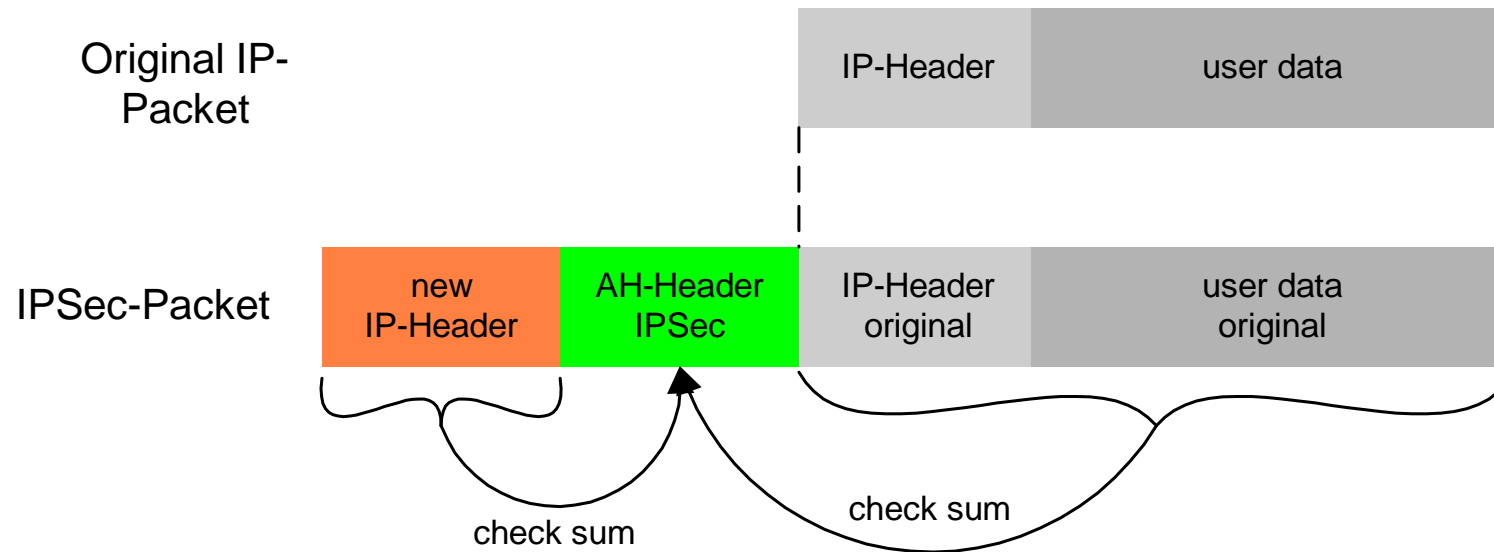 Original IP-
Packet
IP-Header
user data
IPSec-Packet
new
IP-Header
AH-Header
IPSec
IP-Header
original
user data
original
check sum
check sum